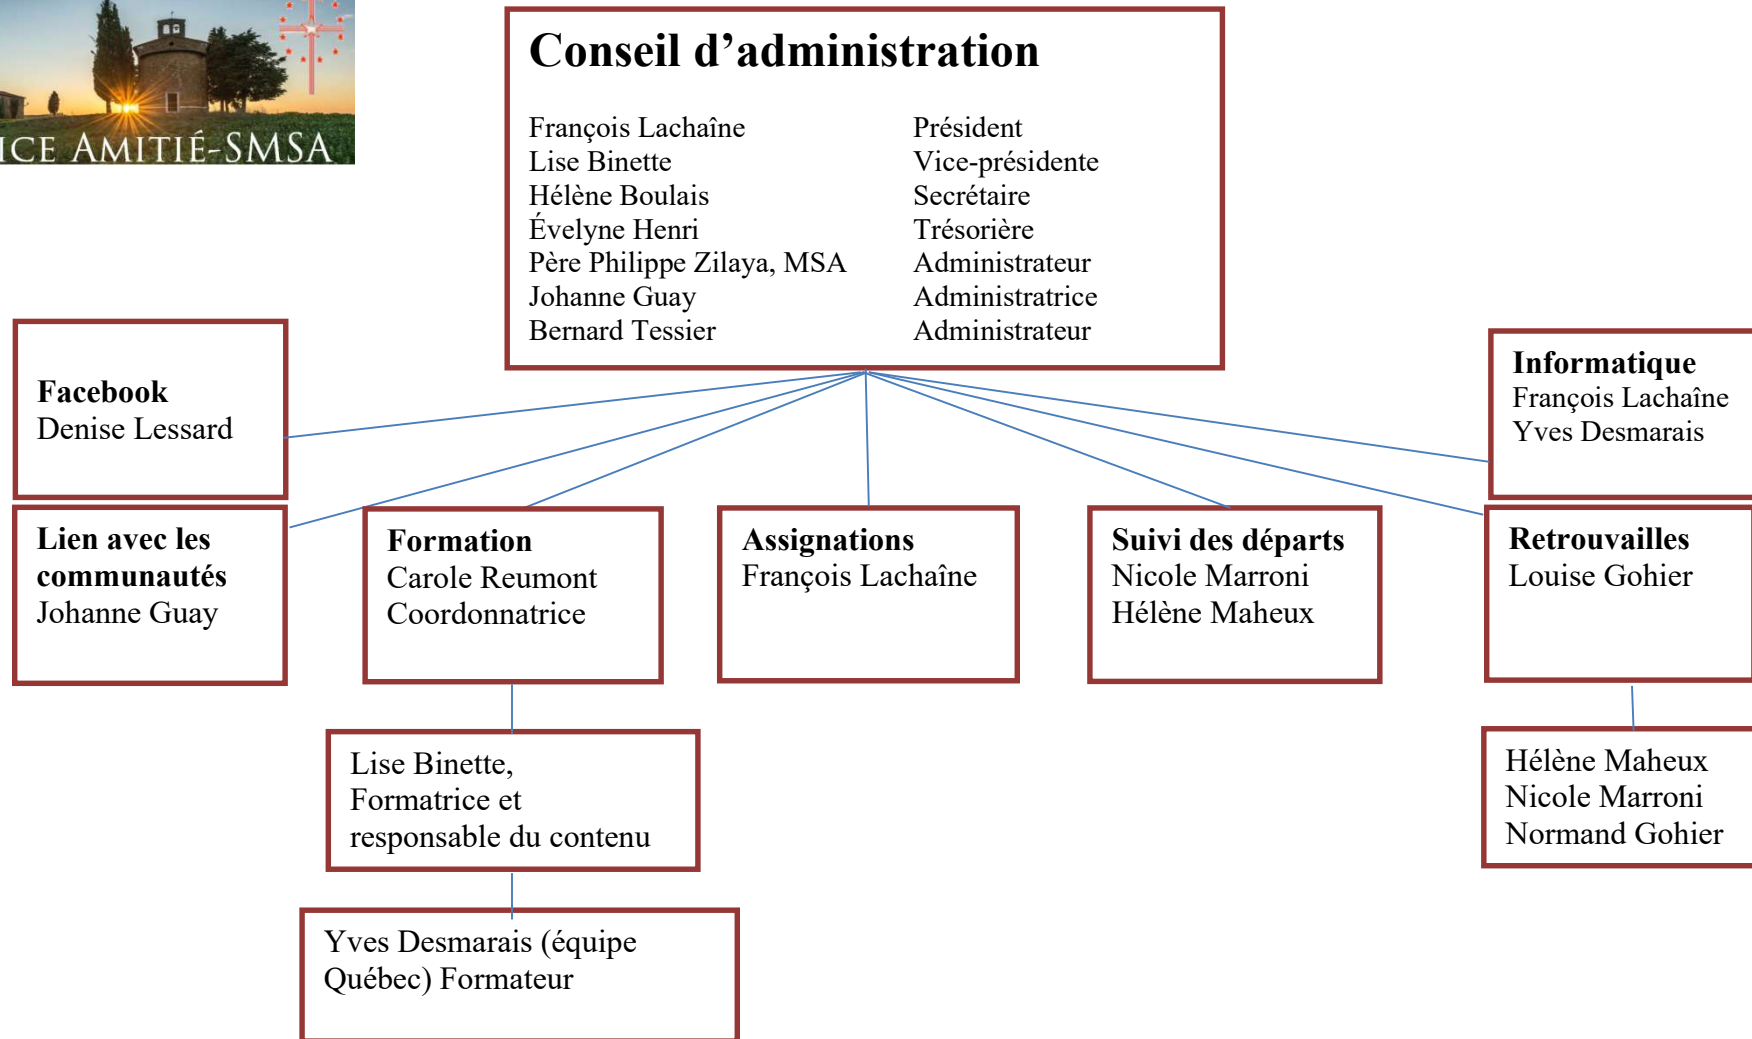 ICE AMITIÉ-SMSA
Conseil d’administration
François Lachaîne Président
Lise Binette Vice-présidente
Hélène Boulais Secrétaire
Évelyne Henri Trésorière
Père Philippe Zilaya, MSA Administrateur
Johanne Guay Administratrice
Bernard Tessier Administrateur
Facebook
Denise Lessard
Informatique
François Lachaîne
Yves Desmarais
Lien avec les
communautés
Johanne Guay
Formation
Carole Reumont
Coordonnatrice
Assignations
François Lachaîne
Suivi des départs
Nicole Marroni
Hélène Maheux
Retrouvailles
Louise Gohier
Lise Binette,
Formatrice et
responsable du contenu
Hélène Maheux
Nicole Marroni
Normand Gohier
Yves Desmarais (équipe
Québec) Formateur